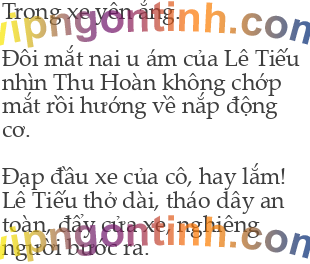 Trong xe yên ắng.
vipngontinh.com
Đôi mắt nai u ám của Lê Tiếu
nhìn Thu Hoàn không chớp
mắt rồi hướng về nắp động
cơ.
Đạp đầu xe của cô, hay lắm!
Lê Tiếu thở dài, tháo dây an
toàn, đẩy cửa xe, nghiêng
người bước ra.
vipngontinh.com